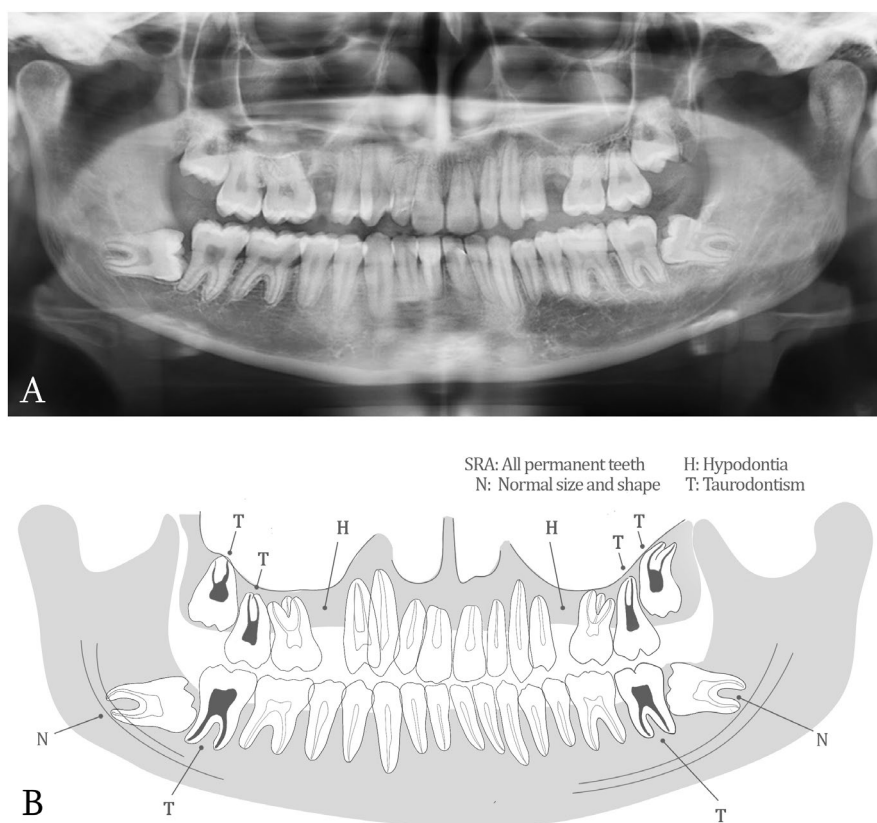 A
SRA: All permanent teeth H: Hypodontia
N: Normal size and shape T: Taurodontism
T T
H H
T T
N N
T T
B